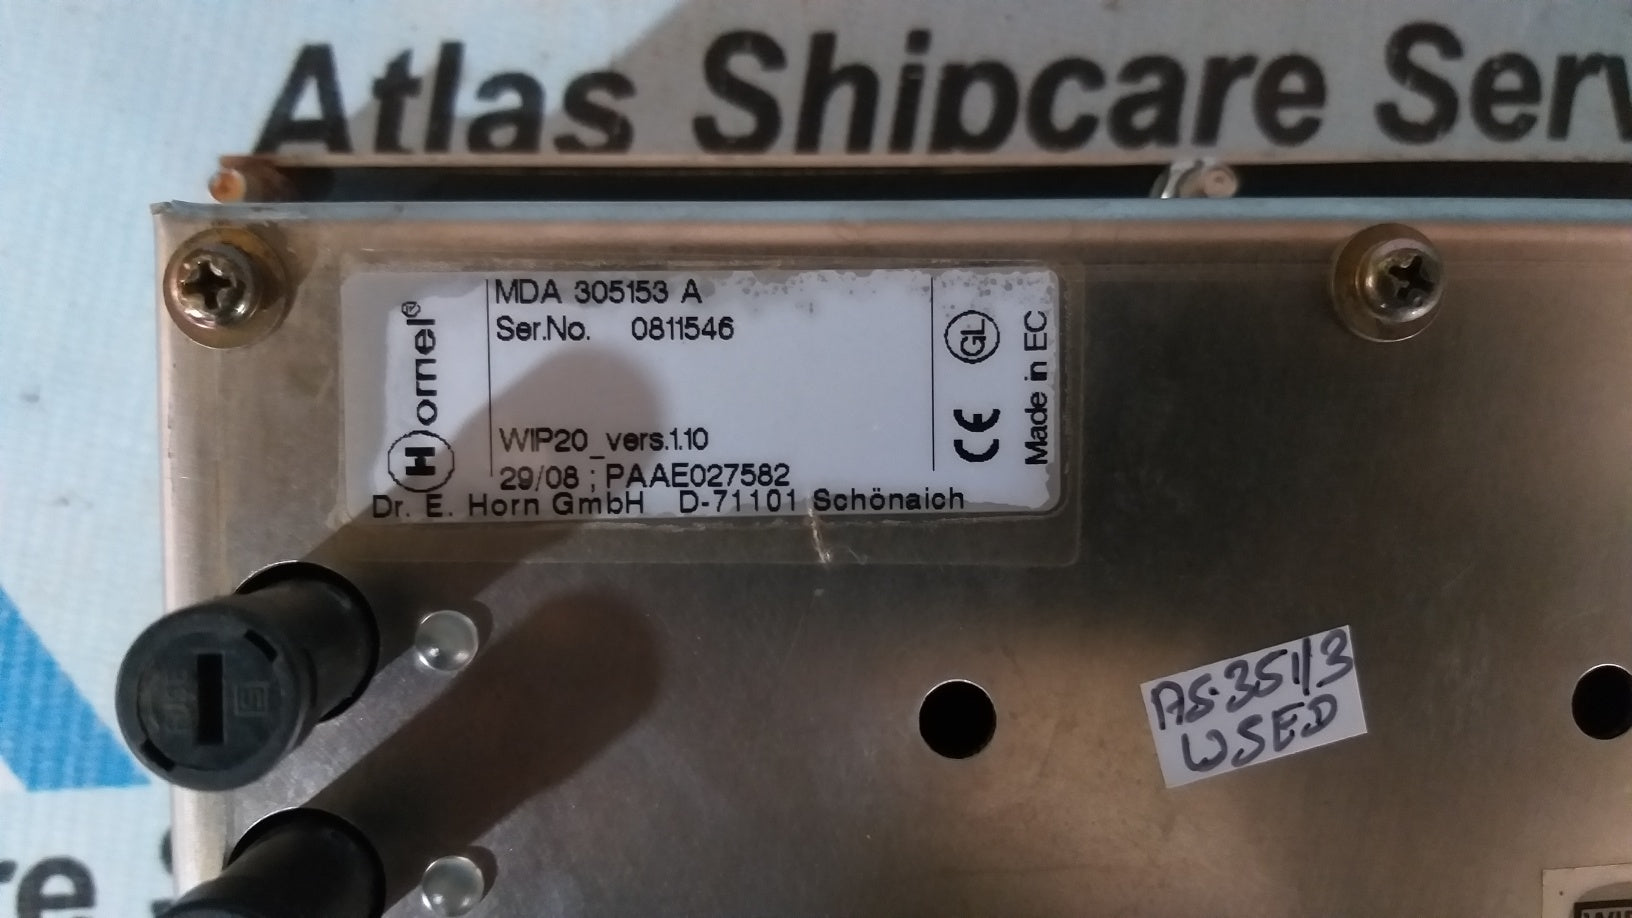 Atlas Shipcare Serv
Hornel®
MDA 305153 A
Ser.No. 0811546
WIP20_vers.1.10
29/08 ; PAAE027582
Dr. E. Horn GmbH D-71101 Schönaich
CE GL
Made in EC
AS-351/3
USED
re